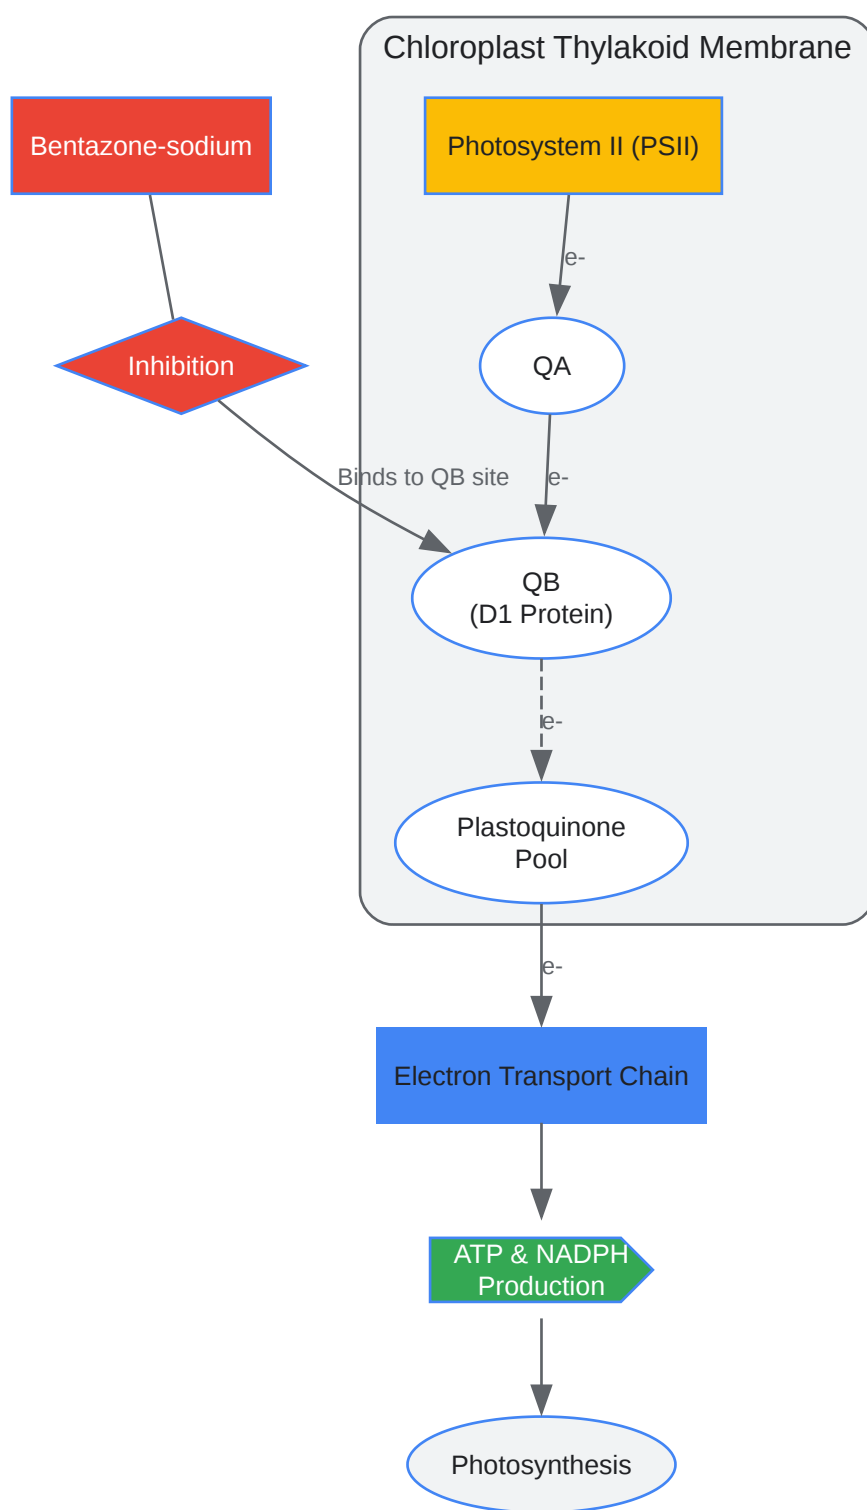 Chloroplast Thylakoid Membrane
Bentazone-sodium
Photosystem II (PSII)
e-
Inhibition
QA
Binds to QB site
e-
QB
(D1 Protein)
e-
Plastoquinone
Pool
e-
Electron Transport Chain
ATP & NADPH
Production
Photosynthesis